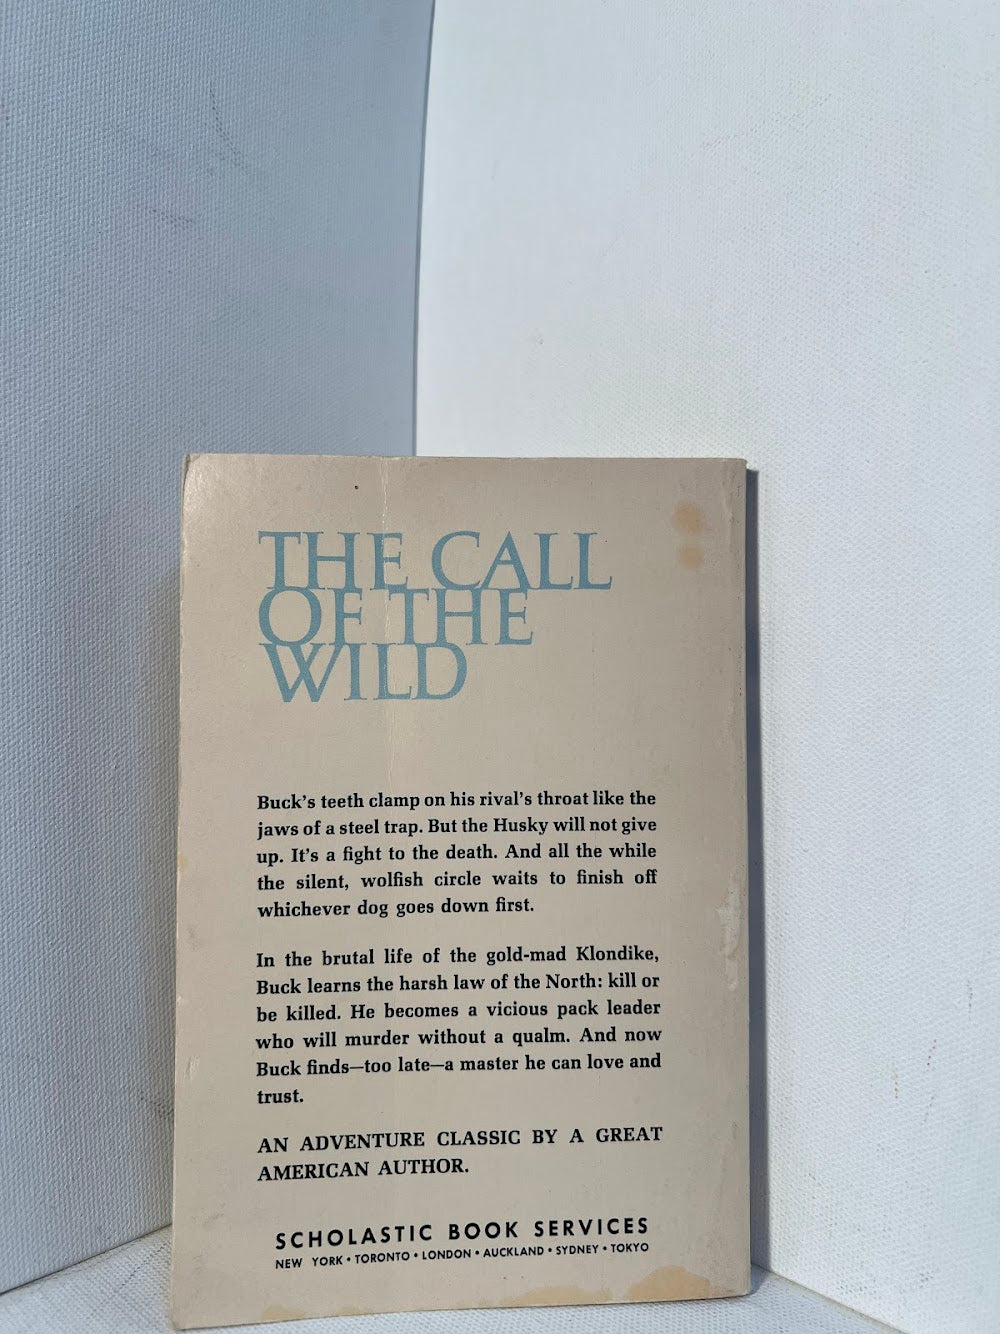 THE CALL
OF THE
WILD
Buck's teeth clamp on his rival's throat like the
jaws of a steel trap. But the Husky will not give
up. It's a fight to the death. And all the while
the silent, wolfish circle waits to finish off
whichever dog goes down first.
In the brutal life of the gold-mad Klondike,
Buck learns the harsh law of the North: kill or
be killed. He becomes a vicious pack leader
who will murder without a qualm. And now
Buck finds—too late—a master he can love and
trust.
AN ADVENTURE CLASSIC BY A GREAT
AMERICAN AUTHOR.
SCHOLASTIC BOOK SERVICES
NEW YORK • TORONTO • LONDON • AUCKLAND • SYDNEY • TOKYO